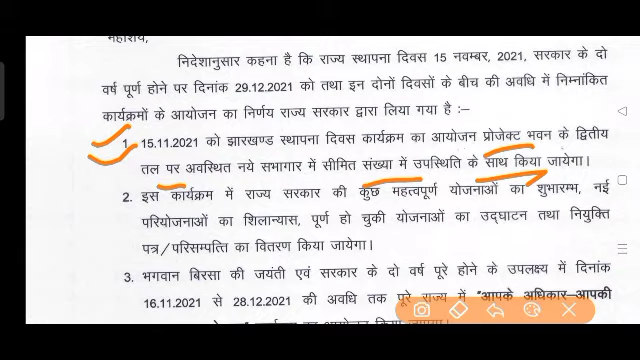 महाशय,
निदेशानुसार कहना है कि राज्य स्थापना दिवस 15 नवम्बर, 2021, सरकार के दो
वर्ष पूर्ण होने पर दिनांक 29.12.2021 को तथा इन दोनों दिवसों के बीच की अवधि में निम्नांकित
कार्यक्रमों के आयोजन का निर्णय राज्य सरकार द्वारा लिया गया है :–
1. 15.11.2021 को झारखण्ड स्थापना दिवस कार्यक्रम का आयोजन प्रोजेक्ट भवन के द्वितीय
तल पर अवस्थित नये सभागार में सीमित संख्या में उपस्थिति के साथ किया जायेगा।
2. इस कार्यक्रम में राज्य सरकार की कुछ महत्वपूर्ण योजनाओं का शुभारम्भ, नई
परियोजनाओं का शिलान्यास, पूर्ण हो चुकी योजनाओं का उद्घाटन तथा नियुक्ति
पत्र/परिसम्पत्ति का वितरण किया जायेगा।
3. भगवान बिरसा की जयंती एवं सरकार के दो वर्ष पूरे होने के उपलक्ष्य में दिनांक
16.11.2021 से 28.12.2021 की अवधि तक पूरे राज्य में "आपके अधिकार–आपकी